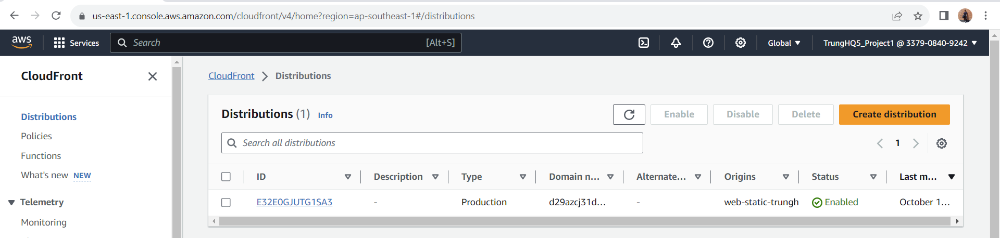 us-east-1.console.aws.amazon.com/cloudfront/v4/home?region=ap-southeast-1#/distributions
aws Services Search [Alt+S] Global TrungHQ5_Project1 @ 3379-0840-9242
CloudFront
Distributions
Policies
Functions
What's new NEW
Telemetry
Monitoring
CloudFront Distributions
Distributions (1) Info
Enable Disable Delete Create distribution
Search all distributions
1
ID Description Type Domain n... Alternate... Origins Status Last m...
E32E0GJUTG1SA3 - Production d29azcj31d... - web-static-trungh Enabled October 1...